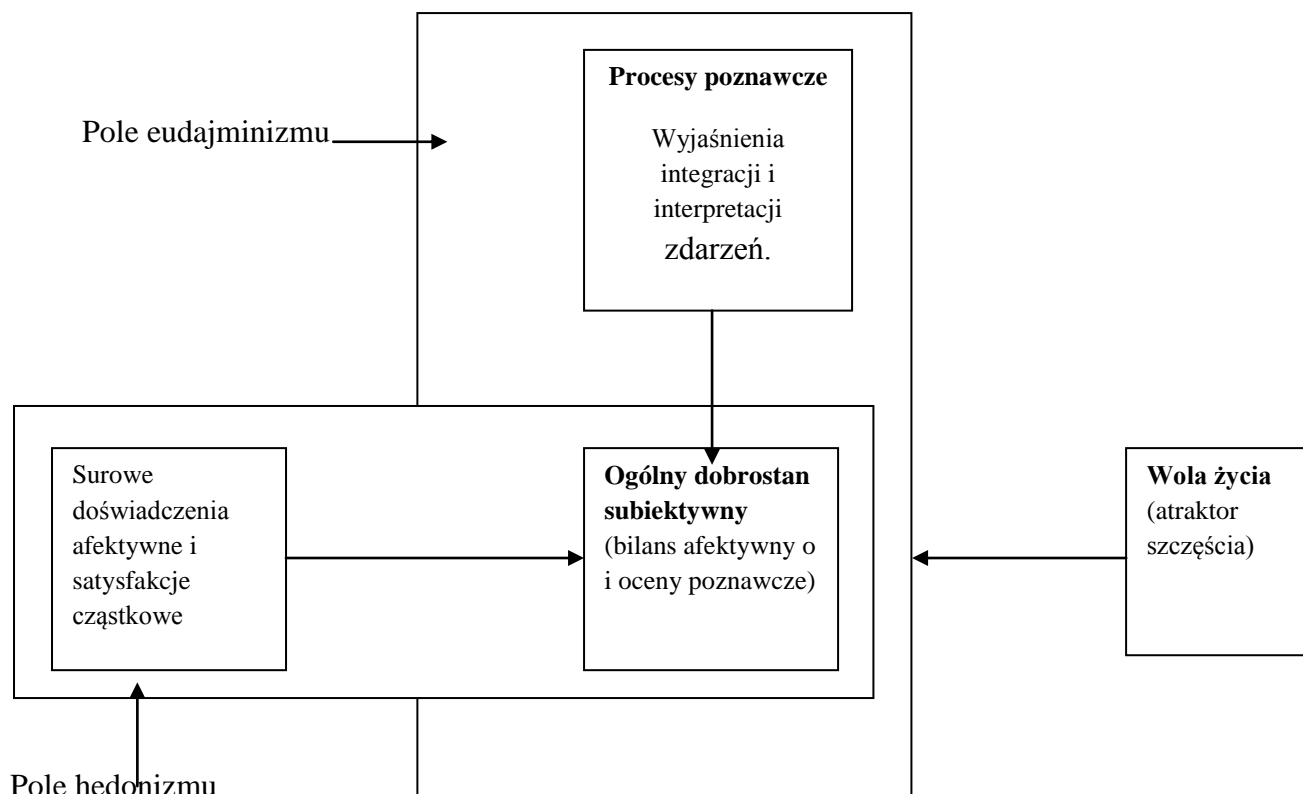 Procesy poznawcze
Wyjaśnienia
integracji i
interpretacji
zdarzeń.
Pole eudajminizmu
Surowe
doświadczenia
afektywne i
satysfakcje
cząstkowe
Ogólny dobrostan
subiektywny
(bilans afektywny o
i oceny poznawcze)
Wola życia
(atraktor
szczęścia)
Pole hedonizmu